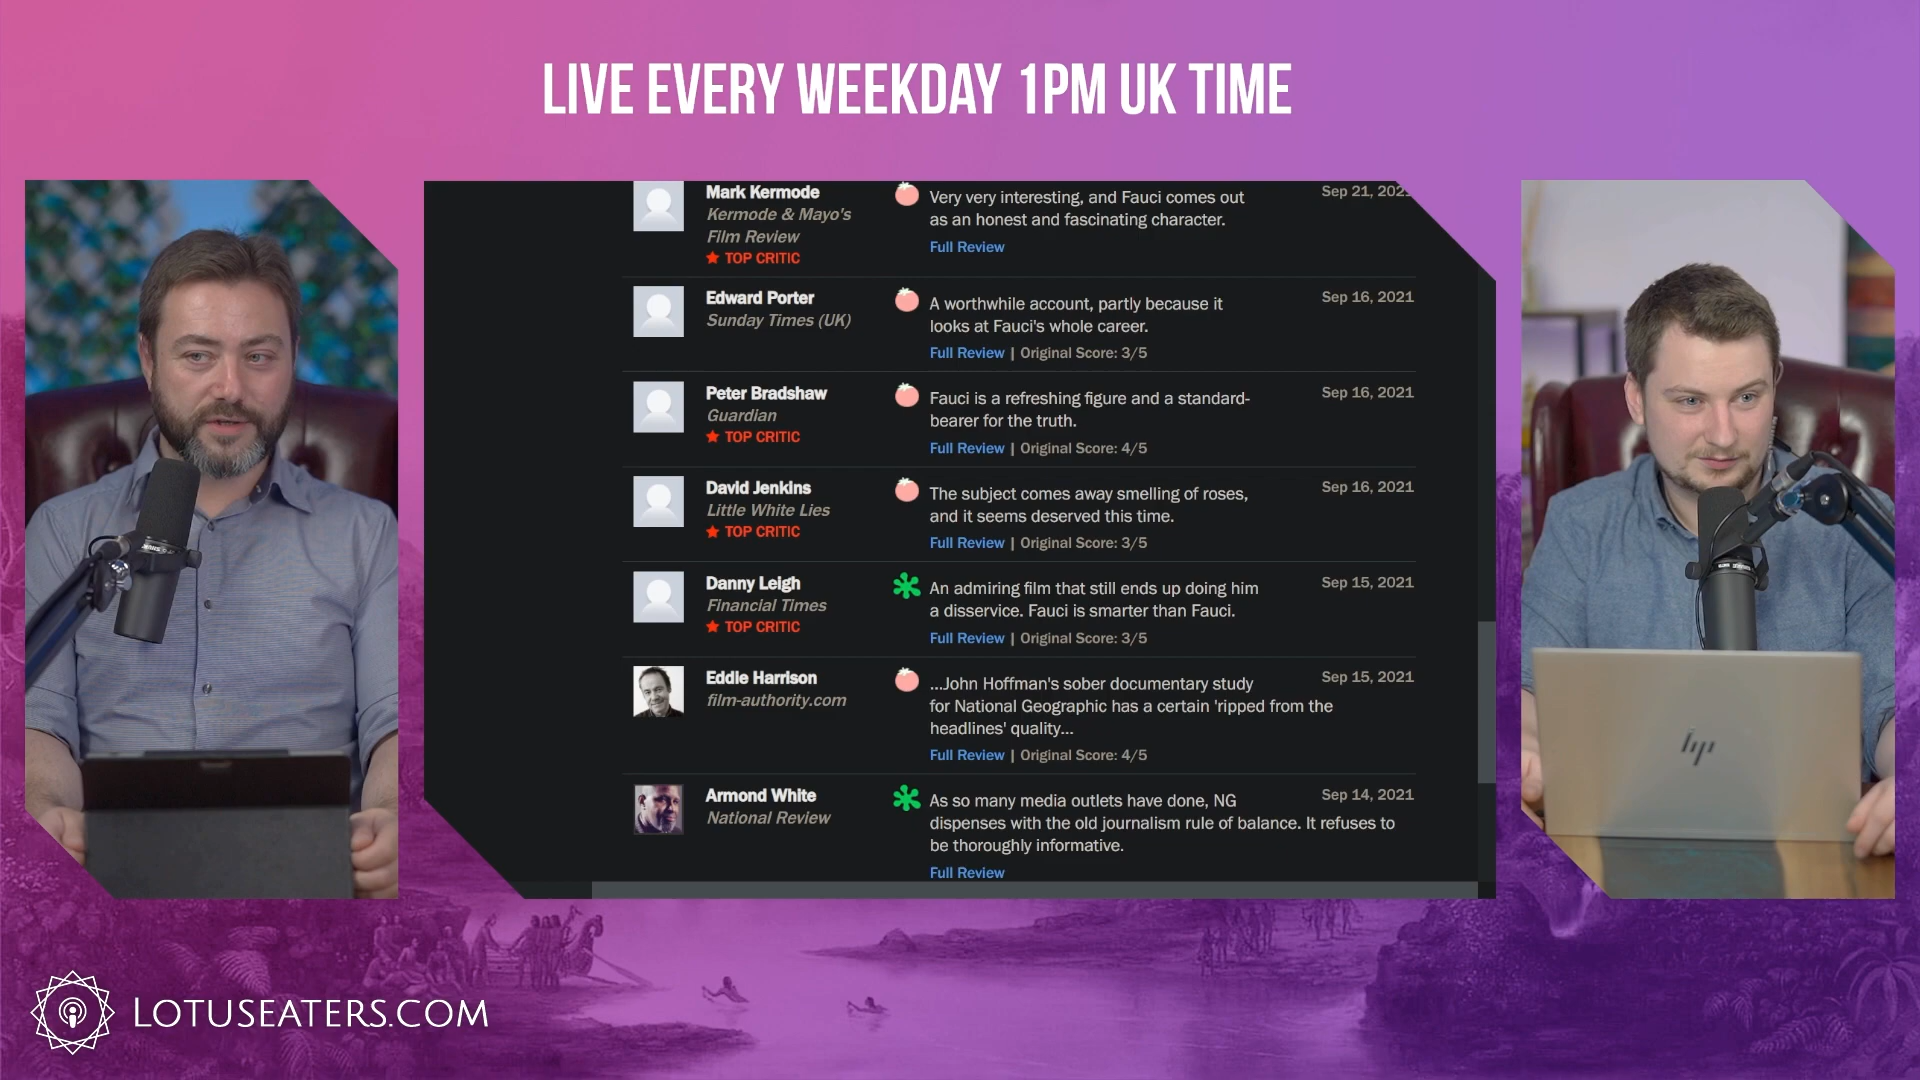 LIVE EVERY WEEKDAY 1PM UK TIME
Mark Kermode
Kermode & Mayo's
Film Review
TOP CRITIC
Very very interesting, and Fauci comes out
as an honest and fascinating character.
Full Review
Sep 21, 2021
Edward Porter
Sunday Times (UK)
A worthwhile account, partly because it
looks at Fauci's whole career.
Full Review | Original Score: 3/5
Sep 16, 2021
Peter Bradshaw
Guardian
TOP CRITIC
Fauci is a refreshing figure and a standard-
bearer for the truth.
Full Review | Original Score: 4/5
Sep 16, 2021
David Jenkins
Little White Lies
TOP CRITIC
The subject comes away smelling of roses,
and it seems deserved this time.
Full Review | Original Score: 3/5
Sep 16, 2021
Danny Leigh
Financial Times
TOP CRITIC
An admiring film that still ends up doing him
a disservice. Fauci is smarter than Fauci.
Full Review | Original Score: 3/5
Sep 15, 2021
Eddie Harrison
film-authority.com
...John Hoffman's sober documentary study
for National Geographic has a certain 'ripped from the
headlines' quality...
Full Review | Original Score: 4/5
Sep 15, 2021
Armond White
National Review
As so many media outlets have done, NG
dispenses with the old journalism rule of balance. It refuses to
be thoroughly informative.
Full Review
Sep 14, 2021
hp
LOTUSEATERS.COM